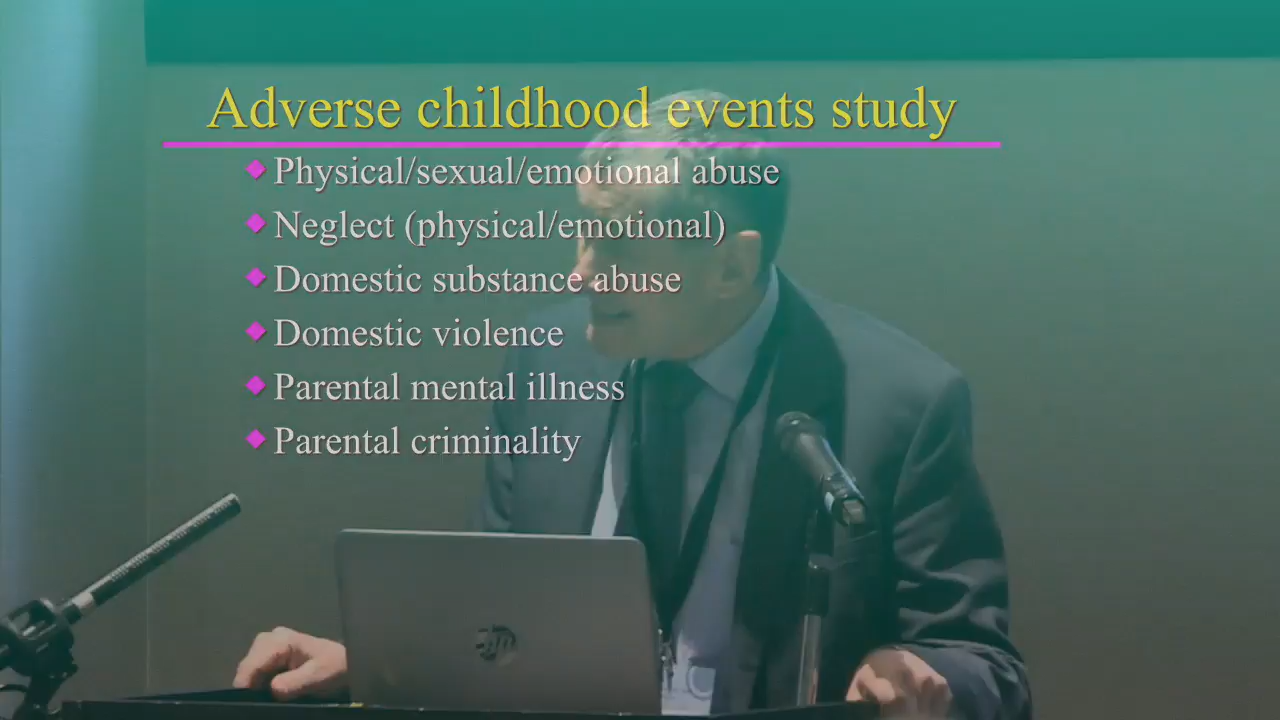 Adverse childhood events study
Physical/sexual/emotional abuse
Neglect (physical/emotional)
Domestic substance abuse
Domestic violence
Parental mental illness
Parental criminality
hp